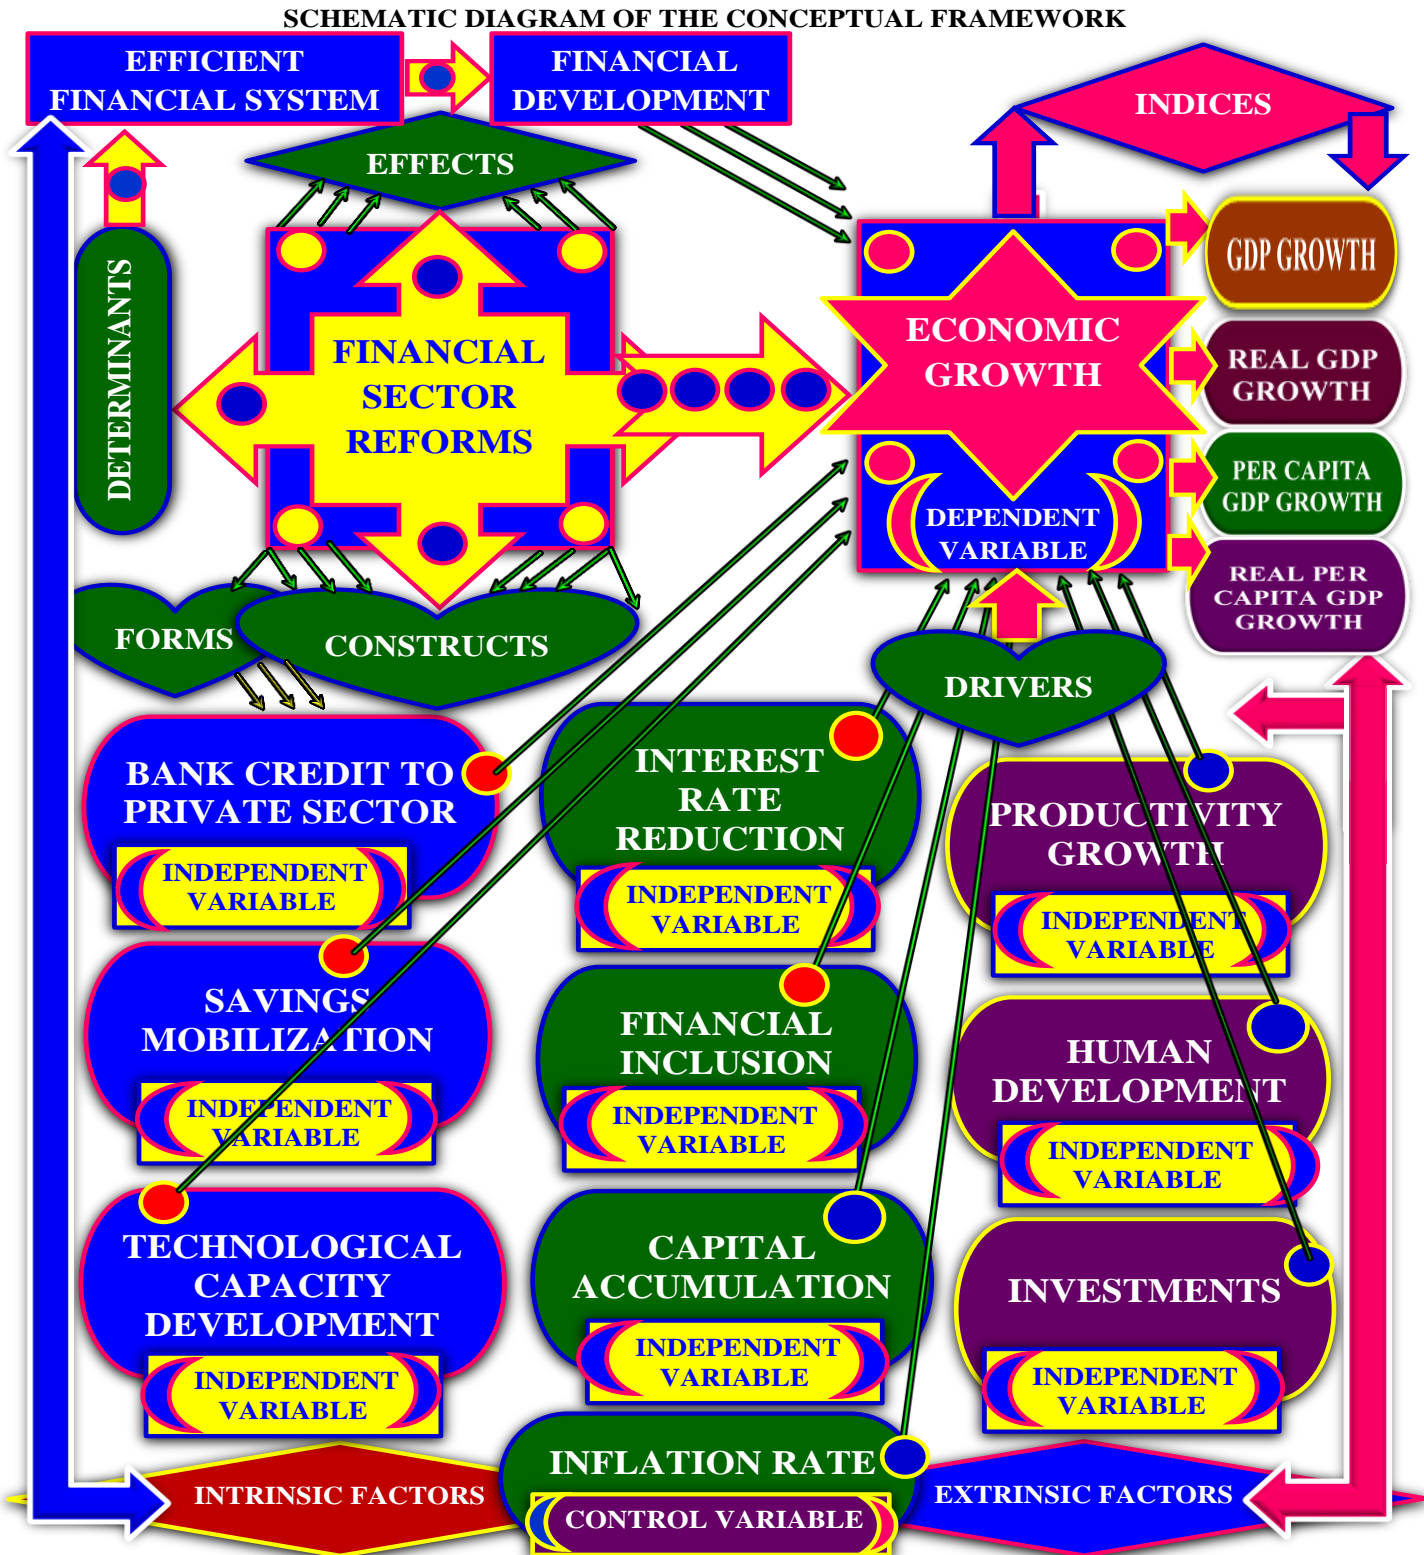 SCHEMATIC DIAGRAM OF THE CONCEPTUAL FRAMEWORK
EFFICIENT
FINANCIAL SYSTEM
FINANCIAL
DEVELOPMENT
INDICES
EFFECTS
DETERMINANTS
FINANCIAL
SECTOR
REFORMS
ECONOMIC
GROWTH
DEPENDENT
VARIABLE
GDP GROWTH
REAL GDP
GROWTH
PER CAPITA
GDP GROWTH
REAL PER
CAPITA GDP
GROWTH
FORMS
CONSTRUCTS
DRIVERS
BANK CREDIT TO
PRIVATE SECTOR
INDEPENDENT
VARIABLE
INTEREST
RATE
REDUCTION
INDEPENDENT
VARIABLE
PRODUCTIVITY
GROWTH
INDEPENDENT
VARIABLE
SAVINGS
MOBILIZATION
INDEPENDENT
VARIABLE
FINANCIAL
INCLUSION
INDEPENDENT
VARIABLE
HUMAN
DEVELOPMENT
INDEPENDENT
VARIABLE
TECHNOLOGICAL
CAPACITY
DEVELOPMENT
INDEPENDENT
VARIABLE
CAPITAL
ACCUMULATION
INDEPENDENT
VARIABLE
INVESTMENTS
INDEPENDENT
VARIABLE
INTRINSIC FACTORS
INFLATION RATE
CONTROL VARIABLE
EXTRINSIC FACTORS